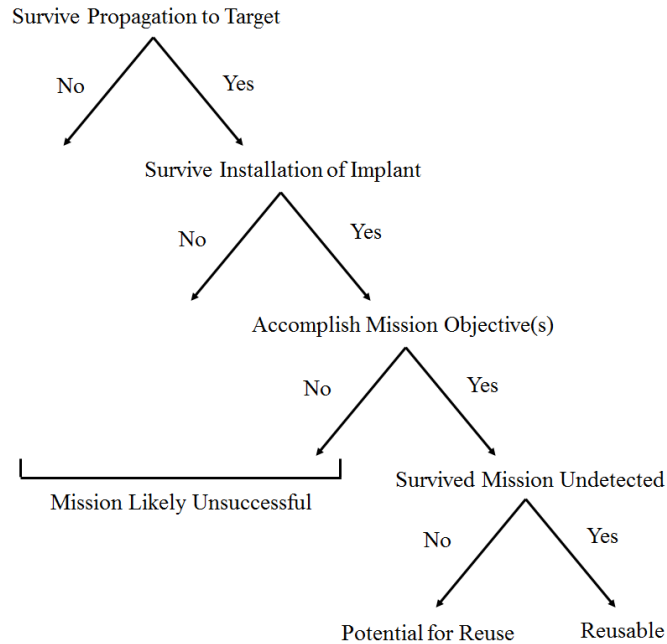 Survive Propagation to Target
No
Yes
Survive Installation of Implant
No
Yes
Accomplish Mission Objective(s)
No
Yes
Mission Likely Unsuccessful
Survived Mission Undetected
No
Yes
Potential for Reuse
Reusable